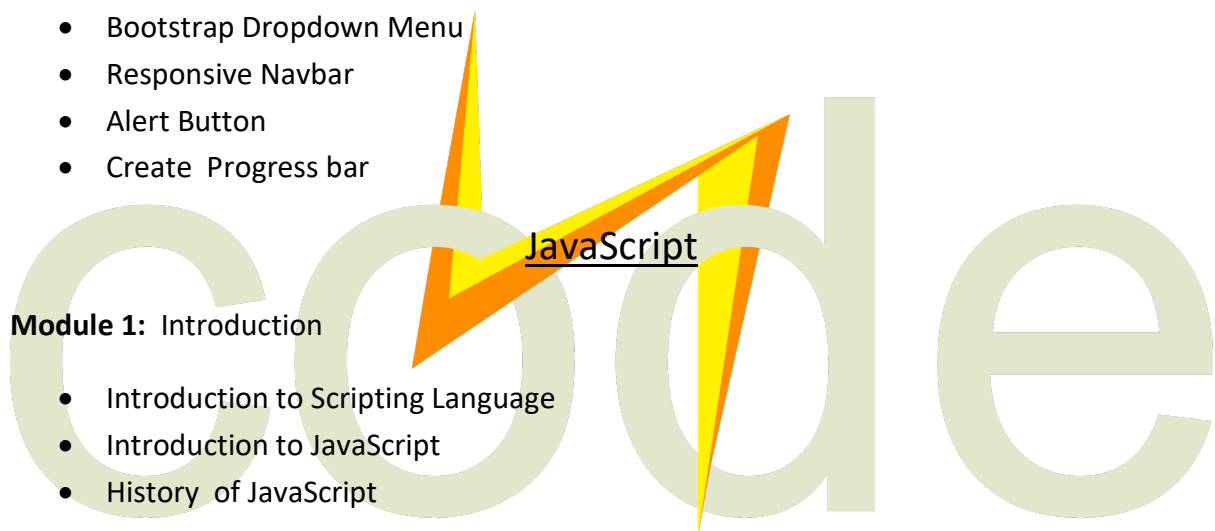 • Bootstrap Dropdown Menu
• Responsive Navbar
• Alert Button
• Create  Progress bar
JavaScript
Module 1:  Introduction
• Introduction to Scripting Language
• Introduction to JavaScript
• History  of JavaScript
code